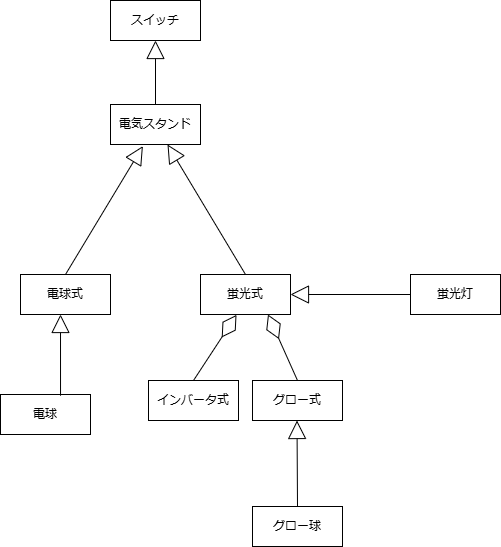 スイッチ
電気スタンド
電球式
蛍光式
蛍光灯
インバータ式
グロー式
電球
グロー球